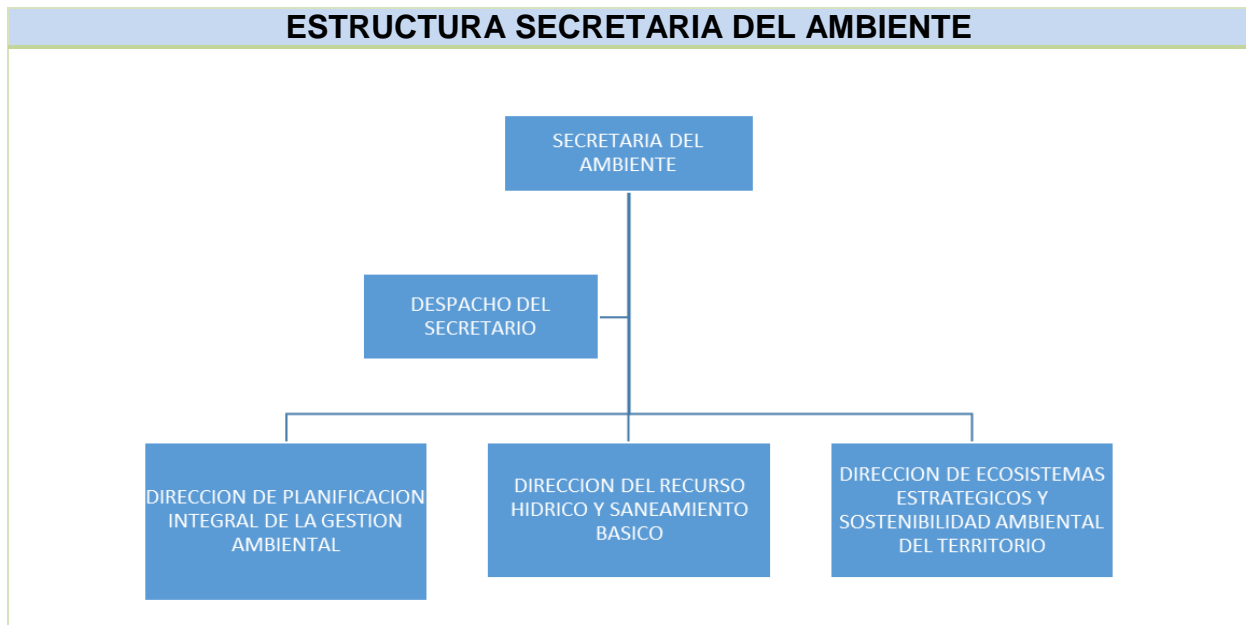 ESTRUCTURA SECRETARIA DEL AMBIENTE
SECRETARIA DEL
AMBIENTE
DESPACHO DEL
SECRETARIO
DIRECCION DE PLANIFICACION
INTEGRAL DE LA GESTION
AMBIENTAL
DIRECCION DEL RECURSO
HIDRICO Y SANEAMIENTO
BASICO
DIRECCION DE ECOSISTEMAS
ESTRATEGICOS Y
SOSTENIBILIDAD AMBIENTAL
DEL TERRITORIO